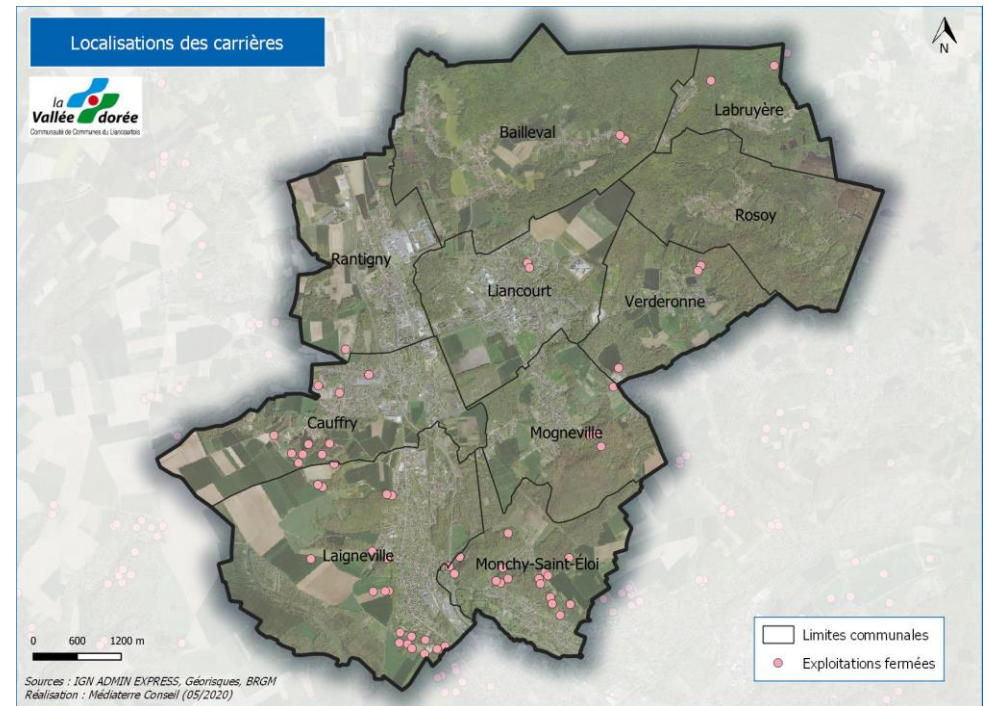 Localisations des carrières
N
la
Vallée dorée
Communauté de Communes du Liancourtois
Labruyère
Bailleval
Rosoy
Rantigny
Liancourt
Verderonne
Cauffry
Mogneville
Laigneville
Monchy-Saint-Éloi
0 600 1200 m
Limites communales
Exploitations fermées
Sources : IGN ADMIN EXPRESS, Géorisques, BRGM
Réalisation : Médiaterre Conseil (05/2020)